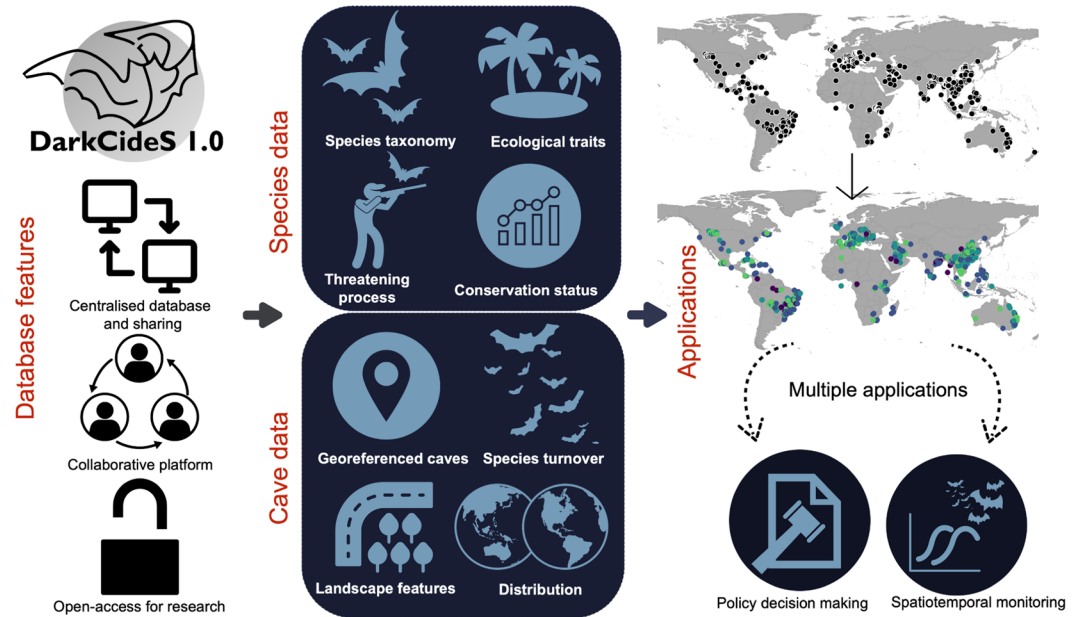 DarkCideS 1.0
Database features
Centralised database
and sharing
Collaborative platform
Open-access for research
Species data
Species taxonomy
Ecological traits
Threatening
process
Conservation status
Cave data
Georeferenced caves
Species turnover
Landscape features
Distribution
Applications
Multiple applications
Policy decision making
Spatiotemporal monitoring